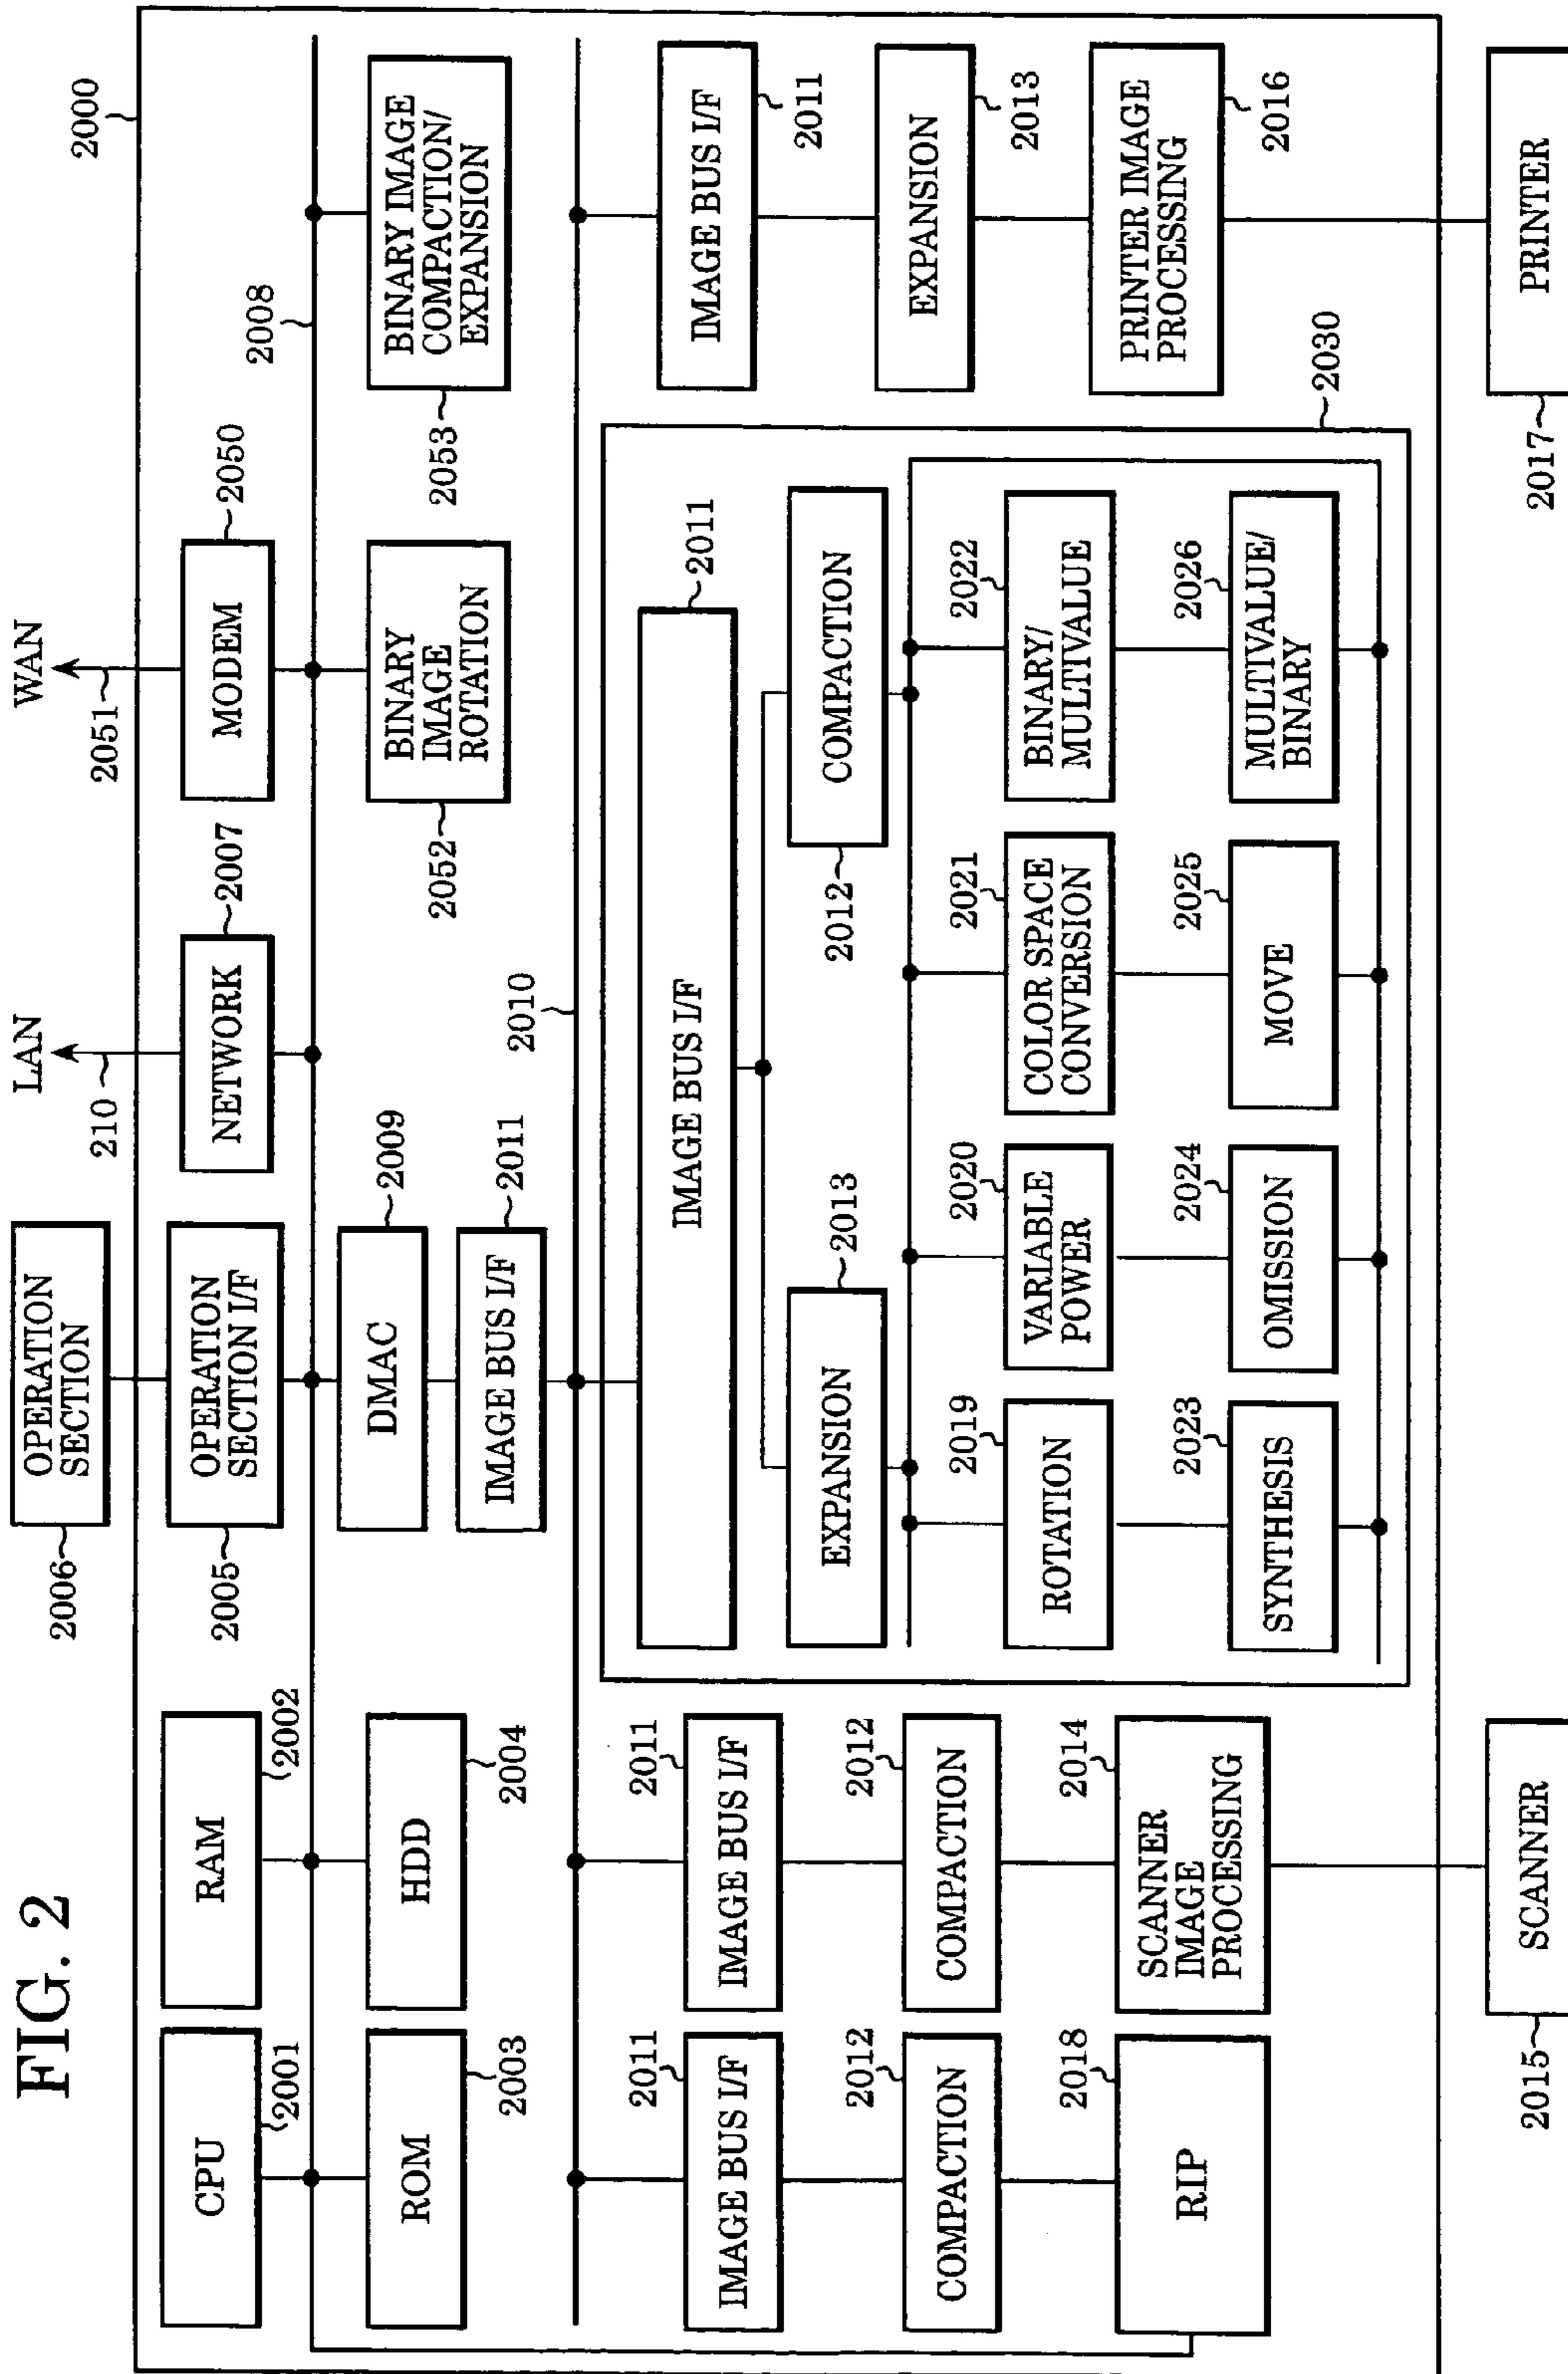 FIG. 2
OPERATION
SECTION
2006
LAN
210
WAN
2051
2000
CPU
2001
RAM
2002
OPERATION
SECTION I/F
2005
NETWORK
2007
MODEM
2050
2008
ROM
2003
HDD
2004
DMAC
2009
IMAGE BUS I/F
2011
BINARY
IMAGE
ROTATION
2052
BINARY IMAGE
COMPACTION/
EXPANSION
2053
2010
IMAGE BUS I/F
2011
COMPACTION
2012
RIP
2018
IMAGE BUS I/F
2011
COMPACTION
2012
SCANNER
IMAGE
PROCESSING
2014
SCANNER
2015
IMAGE BUS I/F
2011
EXPANSION
2013
COMPACTION
2012
ROTATION
2019
VARIABLE
POWER
2020
COLOR SPACE
CONVERSION
2021
BINARY/
MULTIVALUE
2022
SYNTHESIS
2023
OMISSION
2024
MOVE
2025
MULTIVALUE/
BINARY
2026
2030
IMAGE BUS I/F
2011
EXPANSION
2013
PRINTER IMAGE
PROCESSING
2016
PRINTER
2017